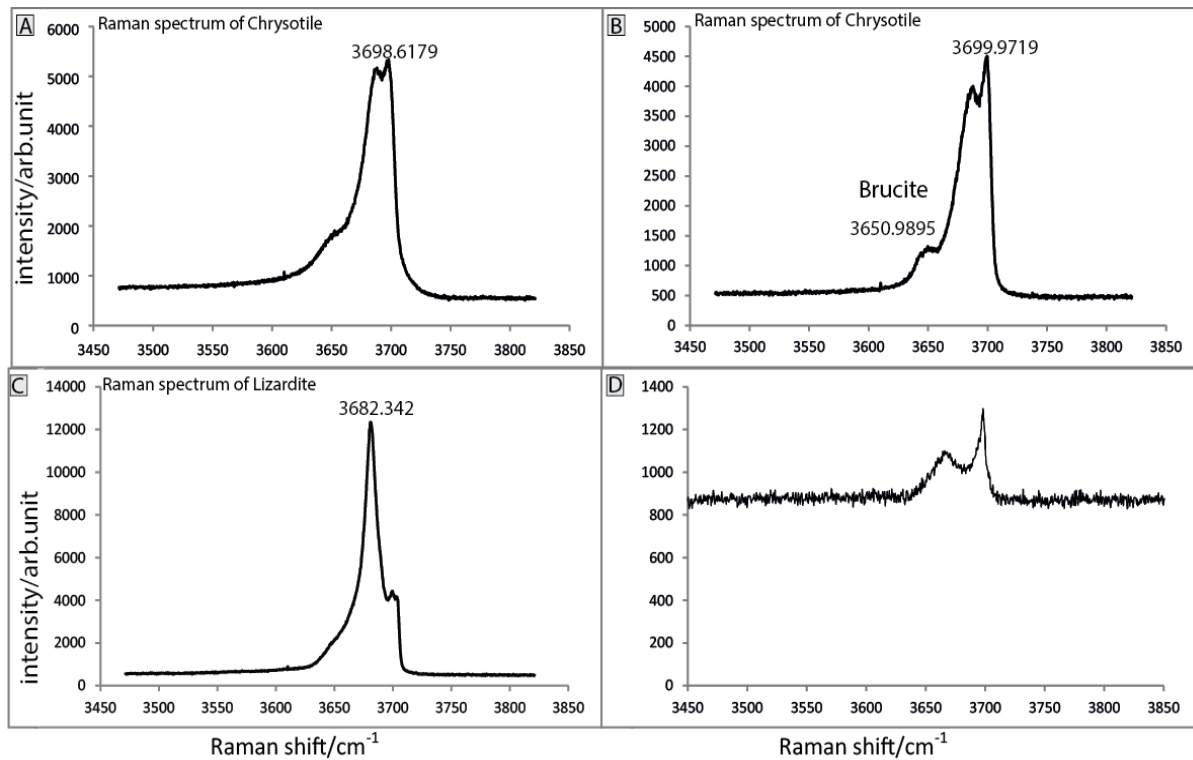 A
Raman spectrum of Chrysotile
3698.6179
intensity/arb.unit
6000
5000
4000
3000
2000
1000
0
3450 3500 3550 3600 3650 3700 3750 3800 3850
B
Raman spectrum of Chrysotile
3699.9719
Brucite
3650.9895
5000
4500
4000
3500
3000
2500
2000
1500
1000
500
0
3450 3500 3550 3600 3650 3700 3750 3800 3850
C
Raman spectrum of Lizardite
3682.342
intensity/arb.unit
14000
12000
10000
8000
6000
4000
2000
0
3450 3500 3550 3600 3650 3700 3750 3800 3850
Raman shift/cm⁻¹
D
1400
1200
1000
800
600
400
200
0
3450 3500 3550 3600 3650 3700 3750 3800 3850
Raman shift/cm⁻¹